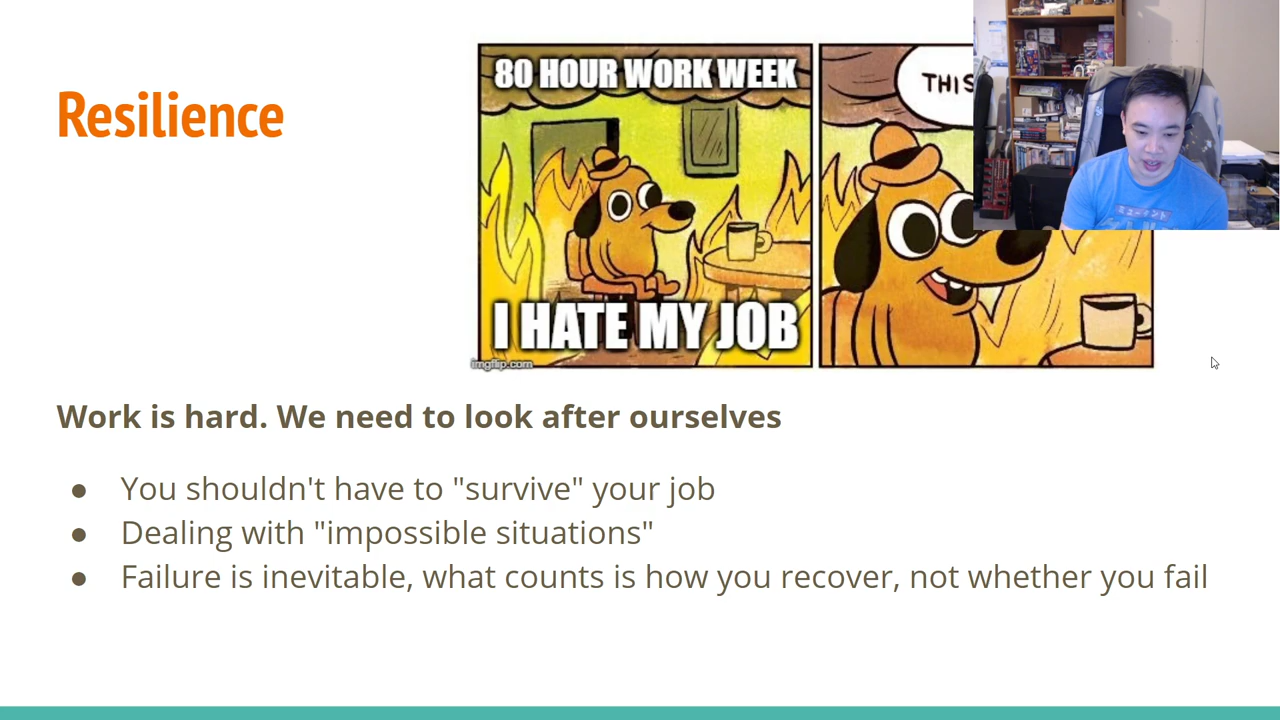 Resilience
80 HOUR WORK WEEK
I HATE MY JOB
THIS
imgflip.com
Work is hard. We need to look after ourselves
● You shouldn't have to "survive" your job
● Dealing with "impossible situations"
● Failure is inevitable, what counts is how you recover, not whether you fail